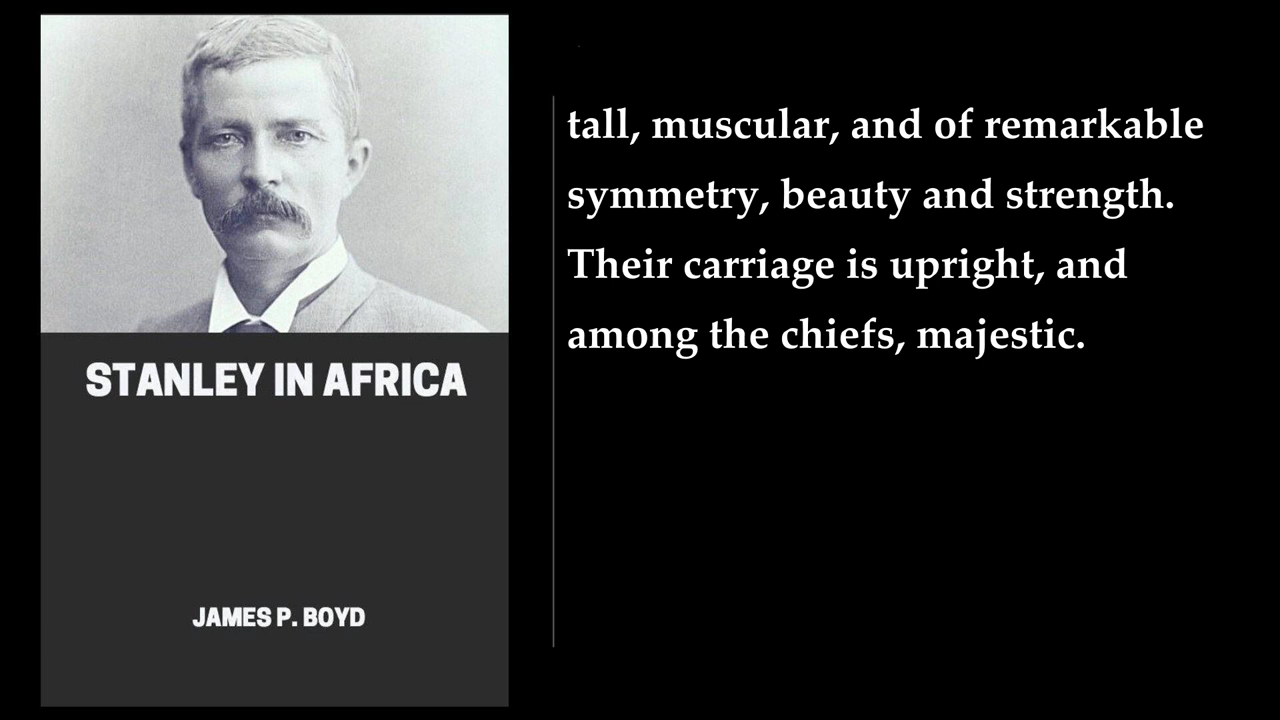 STANLEY IN AFRICA
JAMES P. BOYD
tall, muscular, and of remarkable
symmetry, beauty and strength.
Their carriage is upright, and
among the chiefs, majestic.